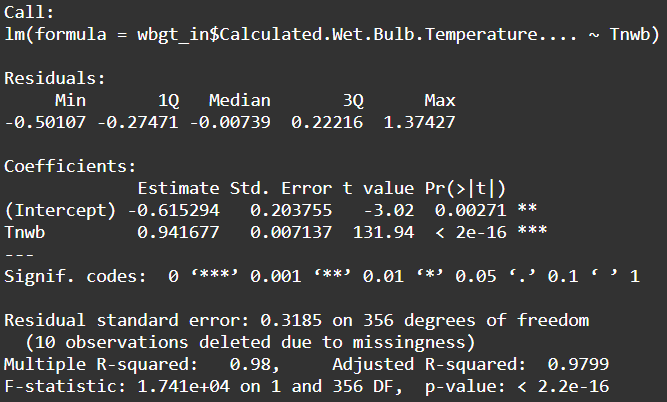 Call:
lm(formula = wbgt_in$Calculated.Wet.Bulb.Temperature.... ~ Tnwb)
Residuals:
Min 1Q Median 3Q Max
-0.50107 -0.27471 -0.00739 0.22216 1.37427
Coefficients:
Estimate Std. Error t value Pr(>|t|)
(Intercept) -0.615294 0.203755 -3.02 0.00271 **
Tnwb 0.941677 0.007137 131.94 < 2e-16 ***
---
Signif. codes: 0 ‘***’ 0.001 ‘**’ 0.01 ‘*’ 0.05 ‘.’ 0.1 ‘ ’ 1
Residual standard error: 0.3185 on 356 degrees of freedom
(10 observations deleted due to missingness)
Multiple R-squared: 0.98, Adjusted R-squared: 0.9799
F-statistic: 1.741e+04 on 1 and 356 DF, p-value: < 2.2e-16